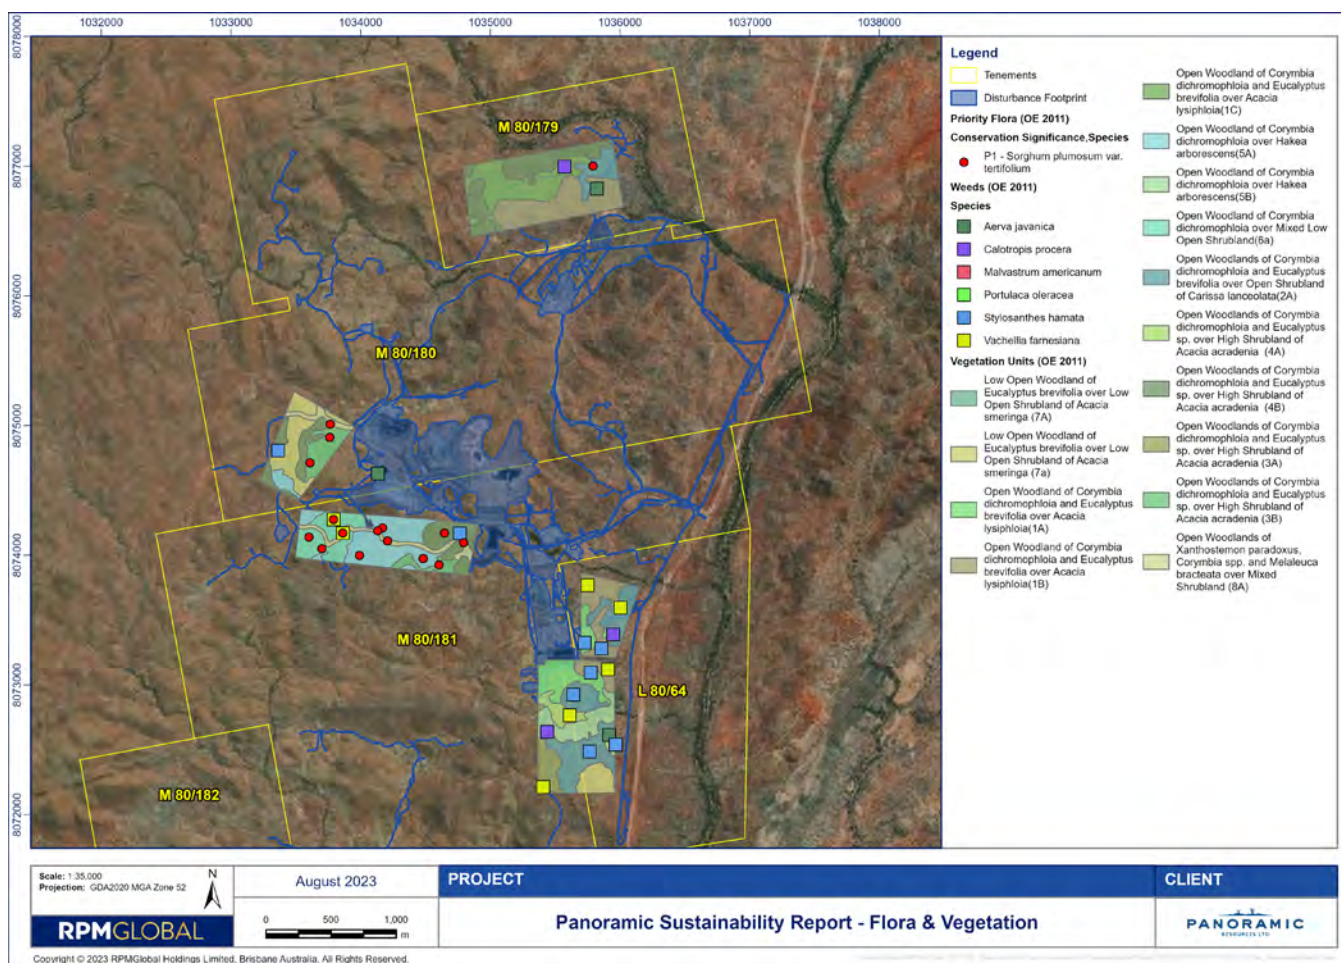 1032000
1033000
1034000
1035000
1036000
1037000
1038000
8078000
8077000
8076000
8075000
8074000
8073000
8072000
M 80/179
M 80/180
M 80/181
L 80/64
M 80/182
Legend
Tenements
Disturbance Footprint
Priority Flora (OE 2011)
Conservation Significance,Species
P1 - Sorghum plumosum var.
tertifolium
Weeds (OE 2011)
Species
Aerva javanica
Calotropis procera
Malvastrum americanum
Portulaca oleracea
Stylosanthes hamata
Vachellia farnesiana
Vegetation Units (OE 2011)
Low Open Woodland of
Eucalyptus brevifolia over Low
Open Shrubland of Acacia
smeringa (7A)
Low Open Woodland of
Eucalyptus brevifolia over Low
Open Shrubland of Acacia
smeringa (7a)
Open Woodland of Corymbia
dichromophloia and Eucalyptus
brevifolia over Acacia
lysiphloia(1A)
Open Woodland of Corymbia
dichromophloia and Eucalyptus
brevifolia over Acacia
lysiphloia(1B)
Open Woodland of Corymbia
dichromophloia and Eucalyptus
brevifolia over Acacia
lysiphloia(1C)
Open Woodland of Corymbia
dichromophloia over Hakea
arborescens(5A)
Open Woodland of Corymbia
dichromophloia over Hakea
arborescens(5B)
Open Woodland of Corymbia
dichromophloia over Mixed Low
Open Shrubland(6a)
Open Woodlands of Corymbia
dichromophloia and Eucalyptus
brevifolia over Open Shrubland
of Carissa lanceolata(2A)
Open Woodlands of Corymbia
dichromophloia and Eucalyptus
sp. over High Shrubland of
Acacia acradenia (4A)
Open Woodlands of Corymbia
dichromophloia and Eucalyptus
sp. over High Shrubland of
Acacia acradenia (4B)
Open Woodlands of Corymbia
dichromophloia and Eucalyptus
sp. over High Shrubland of
Acacia acradenia (3A)
Open Woodlands of Corymbia
dichromophloia and Eucalyptus
sp. over High Shrubland of
Acacia acradenia (3B)
Open Woodlands of
Xanthostemon paradoxus,
Corymbia spp. and Melaleuca
bracteata over Mixed
Shrubland (8A)
Scale: 1:35,000
Projection: GDA2020 MGA Zone 52
N
RPMGLOBAL
August 2023
0 500 1,000
m
PROJECT
Panoramic Sustainability Report - Flora & Vegetation
CLIENT
PANORAMIC
RESOURCES LTD
Copyright © 2023 RPMGlobal Holdings Limited, Brisbane Australia. All Rights Reserved.